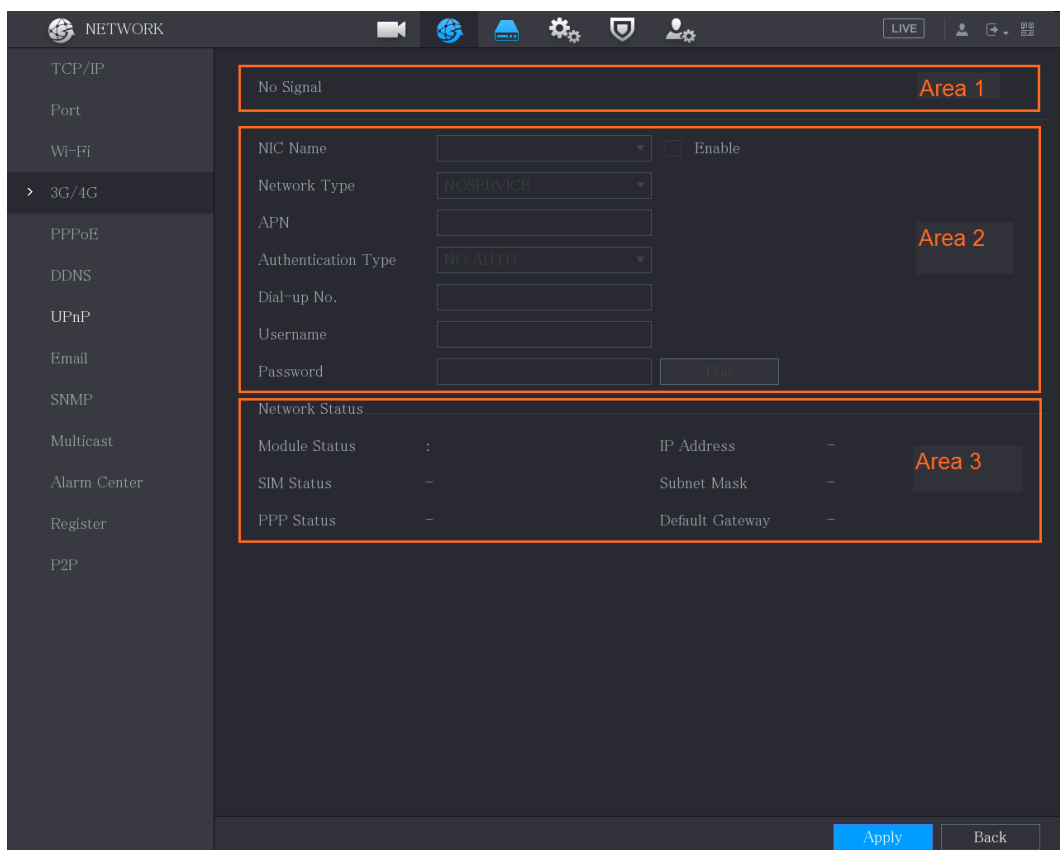 NETWORK
LIVE
TCP/IP
Port
Wi-Fi
3G/4G
PPPoE
DDNS
UPnP
Email
SNMP
Multicast
Alarm Center
Register
P2P
No Signal
Area 1
NIC Name
Enable
Network Type
NOSERVICE
APN
Area 2
Authentication Type
NO_AUTH
Dial-up No.
Username
Password
Dial
Network Status
Module Status :
IP Address -
Area 3
SIM Status -
Subnet Mask -
PPP Status -
Default Gateway -
Apply
Back